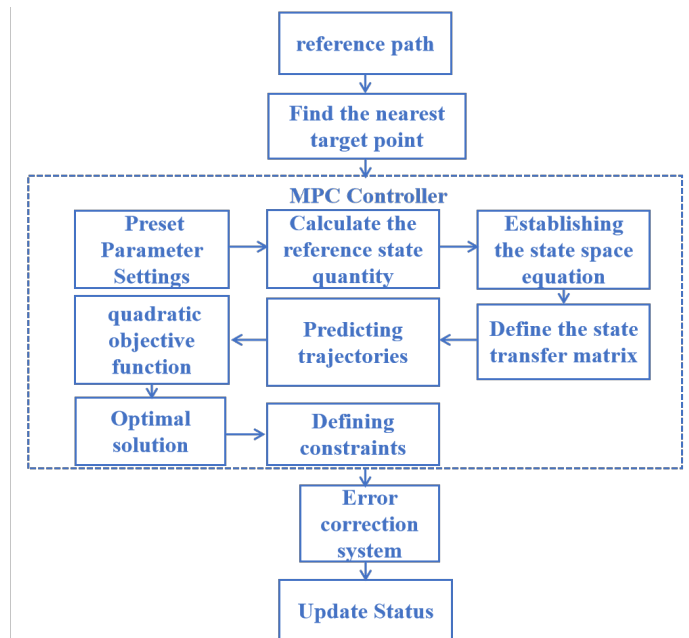 reference path
Find the nearest
target point
MPC Controller
Preset
Parameter
Settings
Calculate the
reference state
quantity
Establishing
the state space
equation
Define the state
transfer matrix
Predicting
trajectories
quadratic
objective
function
Optimal
solution
Defining
constraints
Error
correction
system
Update Status